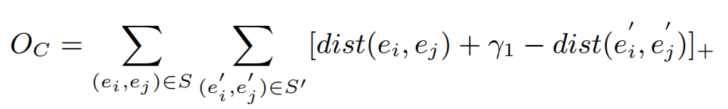 O_C = \sum_{(e_i,e_j)\in S} \sum_{(e_i^{'},e_j^{'})\in S'} [dist(e_i, e_j) + \gamma_1 - dist(e_i^{'}, e_j^{'})]_+